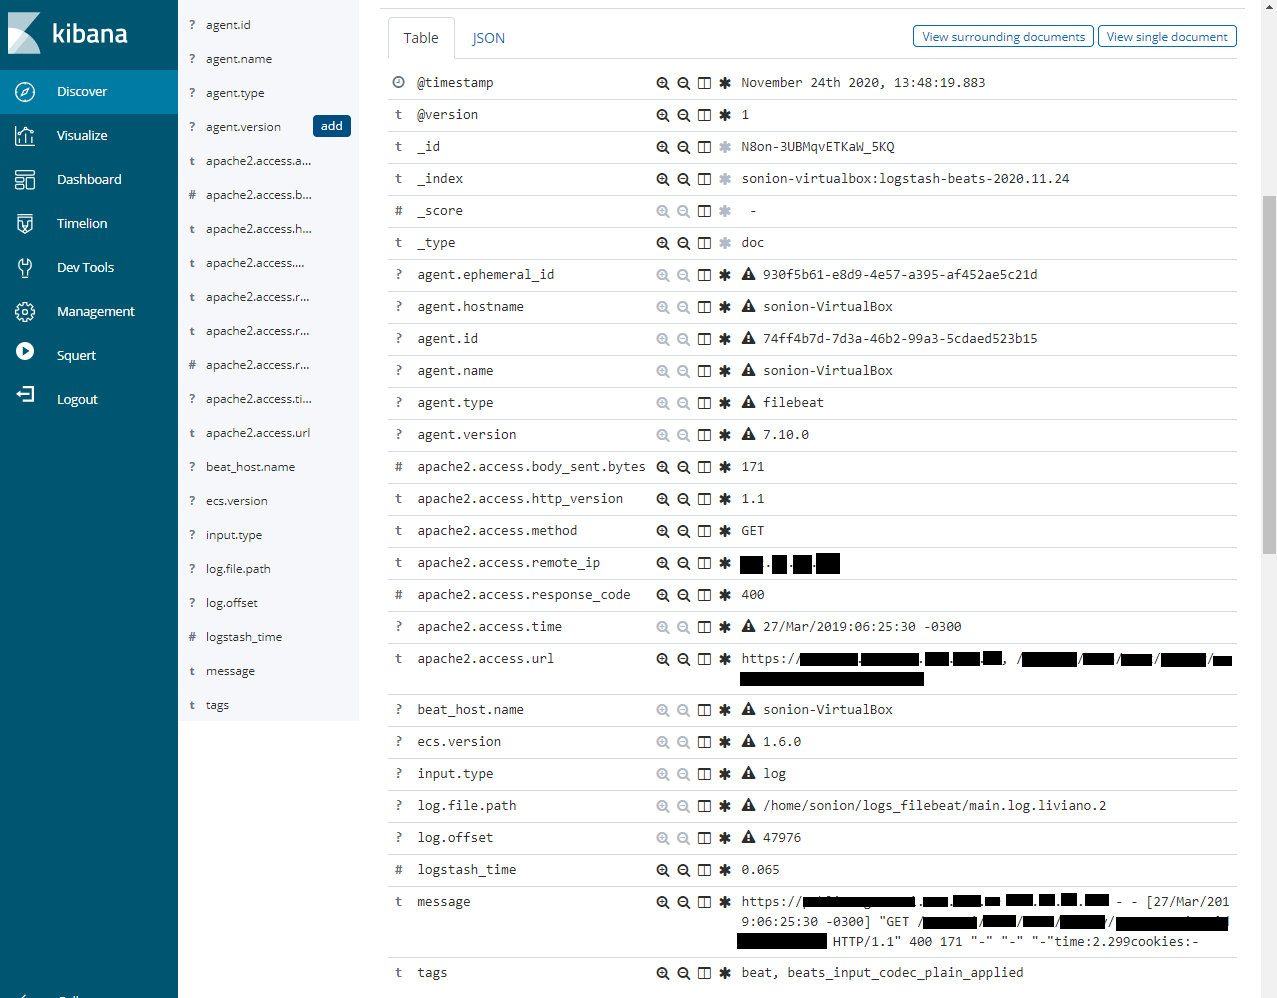 kibana
Discover
Visualize
Dashboard
Timelion
Dev Tools
Management
Squert
Logout
? agent.id
? agent.name
? agent.type
? agent.version add
t apache2.access.a...
# apache2.access.b...
t apache2.access.h...
t apache2.access....
t apache2.access.r...
t apache2.access.r...
# apache2.access.r...
? apache2.access.ti...
t apache2.access.url
? beat_host.name
? ecs.version
? input.type
? log.file.path
? log.offset
# logstash_time
t message
t tags
Table JSON View surrounding documents View single document
@timestamp November 24th 2020, 13:48:19.883
t @version 1
t _id N8on-3UBMqvETKaW_5KQ
t _index sonion-virtualbox:logstash-beats-2020.11.24
# _score -
t _type doc
? agent.ephemeral_id 930f5b61-e8d9-4e57-a395-af452ae5c21d
? agent.hostname sonion-VirtualBox
? agent.id 74ff4b7d-7d3a-46b2-99a3-5cdaed523b15
? agent.name sonion-VirtualBox
? agent.type filebeat
? agent.version 7.10.0
# apache2.access.body_sent.bytes 171
t apache2.access.http_version 1.1
t apache2.access.method GET
t apache2.access.remote_ip
# apache2.access.response_code 400
? apache2.access.time 27/Mar/2019:06:25:30 -0300
t apache2.access.url https://
? beat_host.name sonion-VirtualBox
? ecs.version 1.6.0
? input.type log
? log.file.path /home/sonion/logs_filebeat/main.log.liviano.2
? log.offset 47976
# logstash_time 0.065
t message https:// - - [27/Mar/201
9:06:25:30 -0300] "GET /
HTTP/1.1" 400 171 "-" "-" "-"time:2.299cookies:-
t tags beat, beats_input_codec_plain_applied